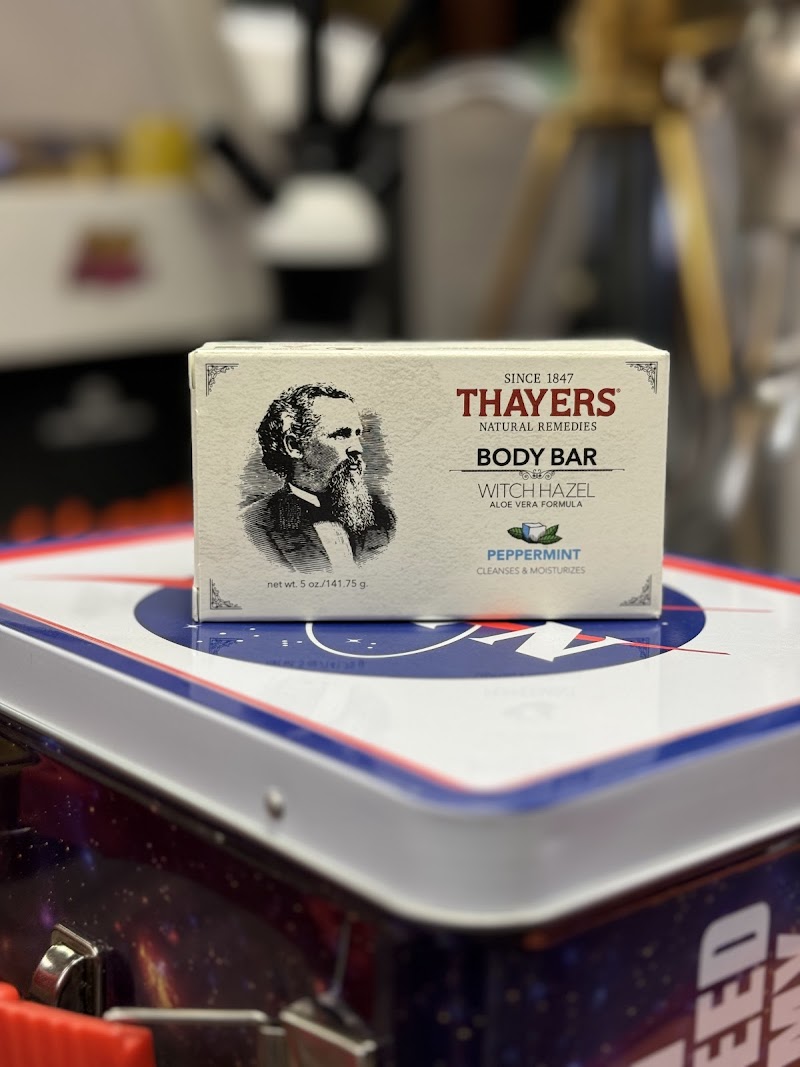 SINCE 1847
THAYERS®
NATURAL REMEDIES
BODY BAR
WITCH HAZEL
ALOE VERA FORMULA
PEPPERMINT
CLEANSES & MOISTURIZES
net wt. 5 oz./141.75 g.